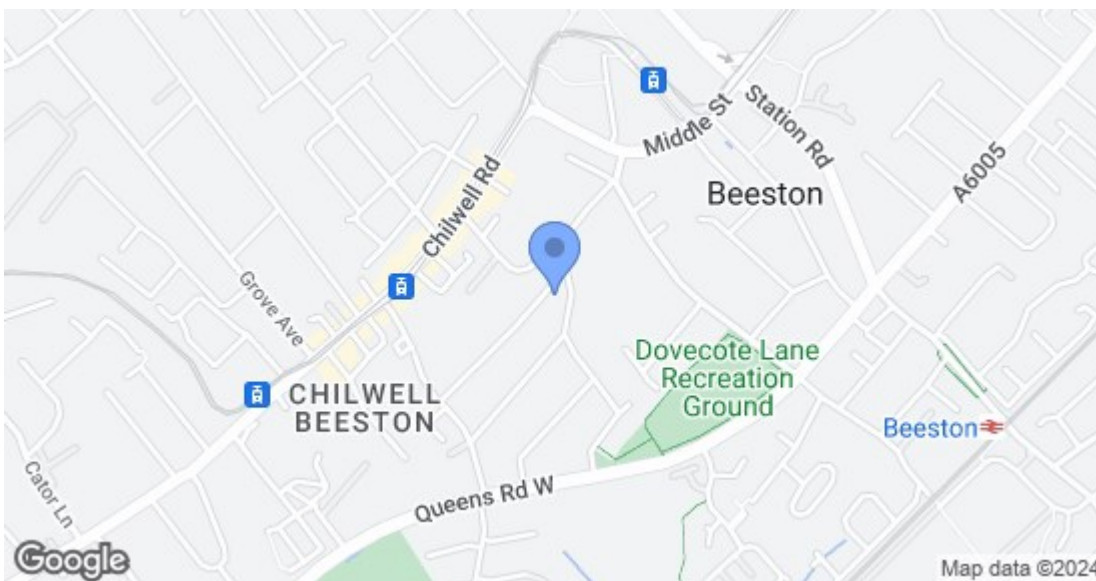 Middle St
Station Rd
A6005
Chilwell Rd
Beeston
Grove Ave
Dovecote Lane
Recreation
Ground
CHILWELL
BEESTON
Beeston
Cator Ln
Queens Rd W
Google
Map data ©2024